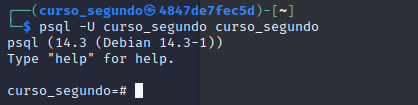 ┌──(curso_segundo㉿4847de7fec5d)-[~]
└─$ psql -U curso_segundo curso_segundo
psql (14.3 (Debian 14.3-1))
Type "help" for help.

curso_segundo=#